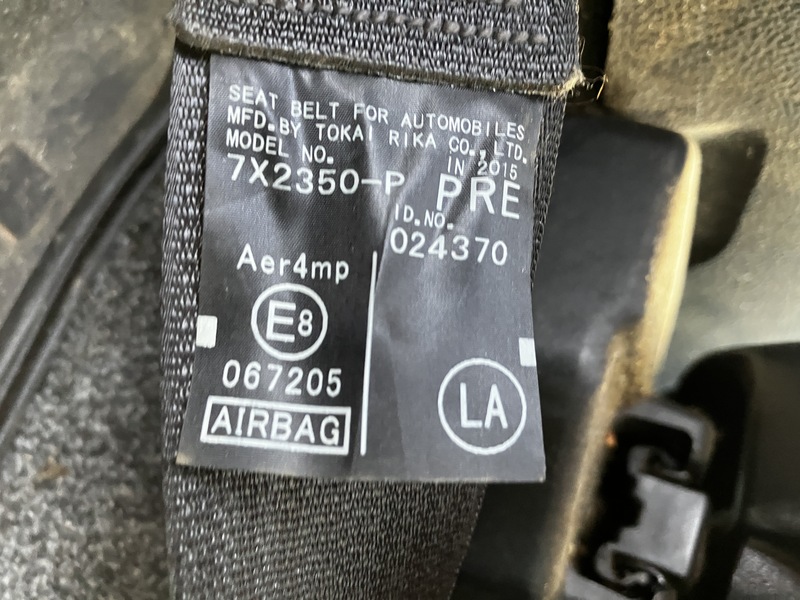 SEAT BELT FOR AUTOMOBILES
MFD. BY TOKAI RIKA CO., LTD.
MODEL NO. IN 2015
7X2350-P PRE
ID.NO.
024370
Aer4mp
E8
067205
AIRBAG
LA